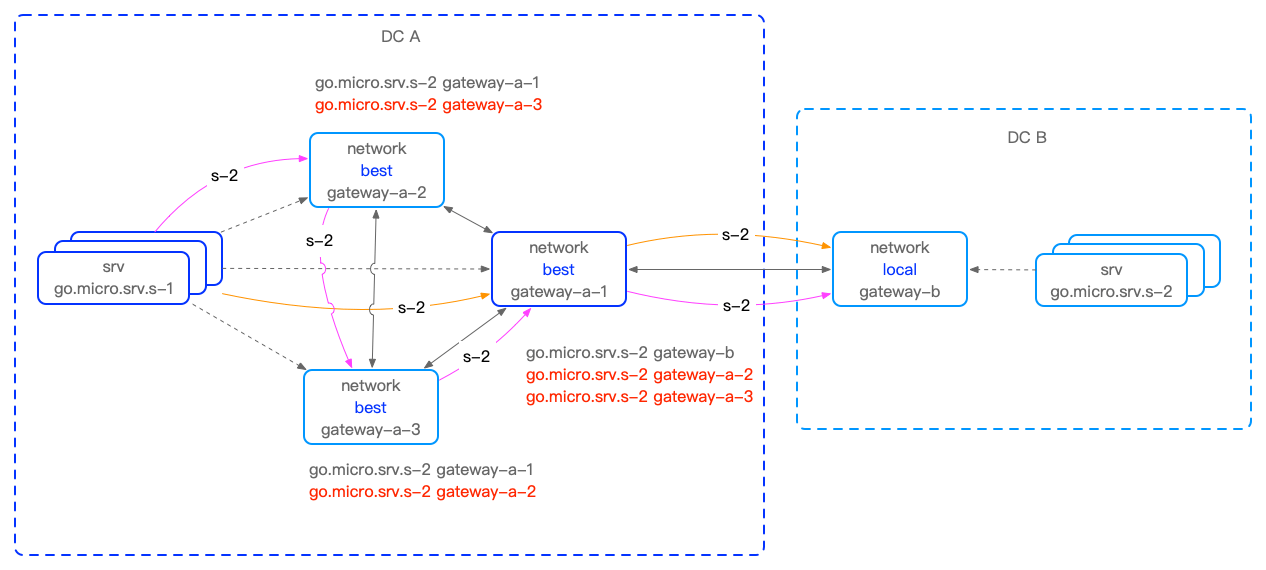 DC A
go.micro.srv.s-2 gateway-a-1
go.micro.srv.s-2 gateway-a-3
network
best
gateway-a-2
s-2
s-2
srv
go.micro.srv.s-1
network
best
gateway-a-1
s-2
s-2
network
best
gateway-a-3
go.micro.srv.s-2 gateway-a-1
go.micro.srv.s-2 gateway-a-2
go.micro.srv.s-2 gateway-b
go.micro.srv.s-2 gateway-a-2
go.micro.srv.s-2 gateway-a-3
s-2
s-2
DC B
network
local
gateway-b
srv
go.micro.srv.s-2